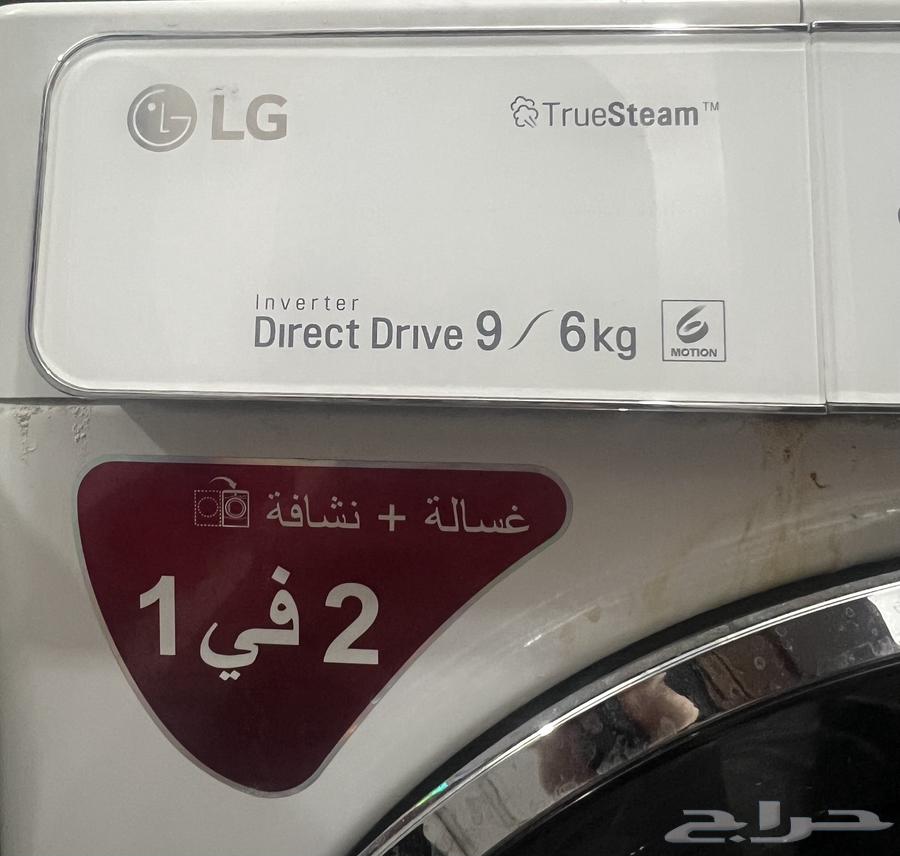 LG
TrueSteam™
Inverter
Direct Drive 9 / 6kg
6 MOTION
غسالة + نشافة
2 في 1
حراج